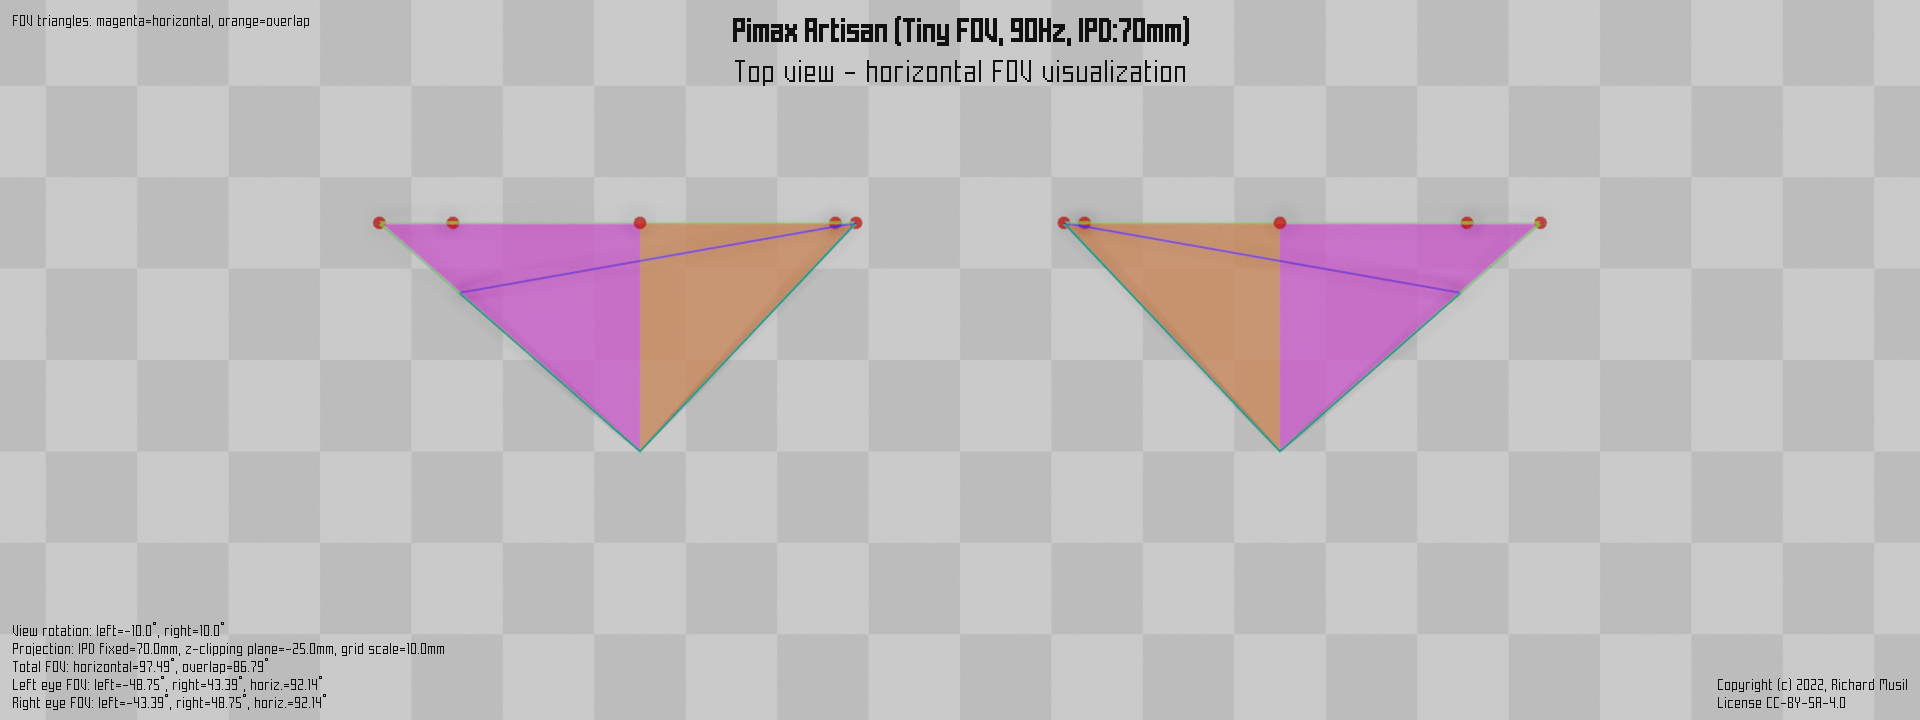 FOV triangles: magenta=horizontal, orange=overlap
Pimax Artisan (Tiny FOV, 90Hz, IPD:70mm)
Top view - horizontal FOV visualization
View rotation: left=-10.0°, right=10.0°
Projection: IPD fixed=70.0mm, z-clipping plane=-25.0mm, grid scale=10.0mm
Total FOV: horizontal=97.49°, overlap=86.79°
Left eye FOV: left=-48.75°, right=43.39°, horiz.=92.14°
Right eye FOV: left=-43.39°, right=48.75°, horiz.=92.14°
Copyright (c) 2022, Richard Musil
License CC-BY-SA-4.0